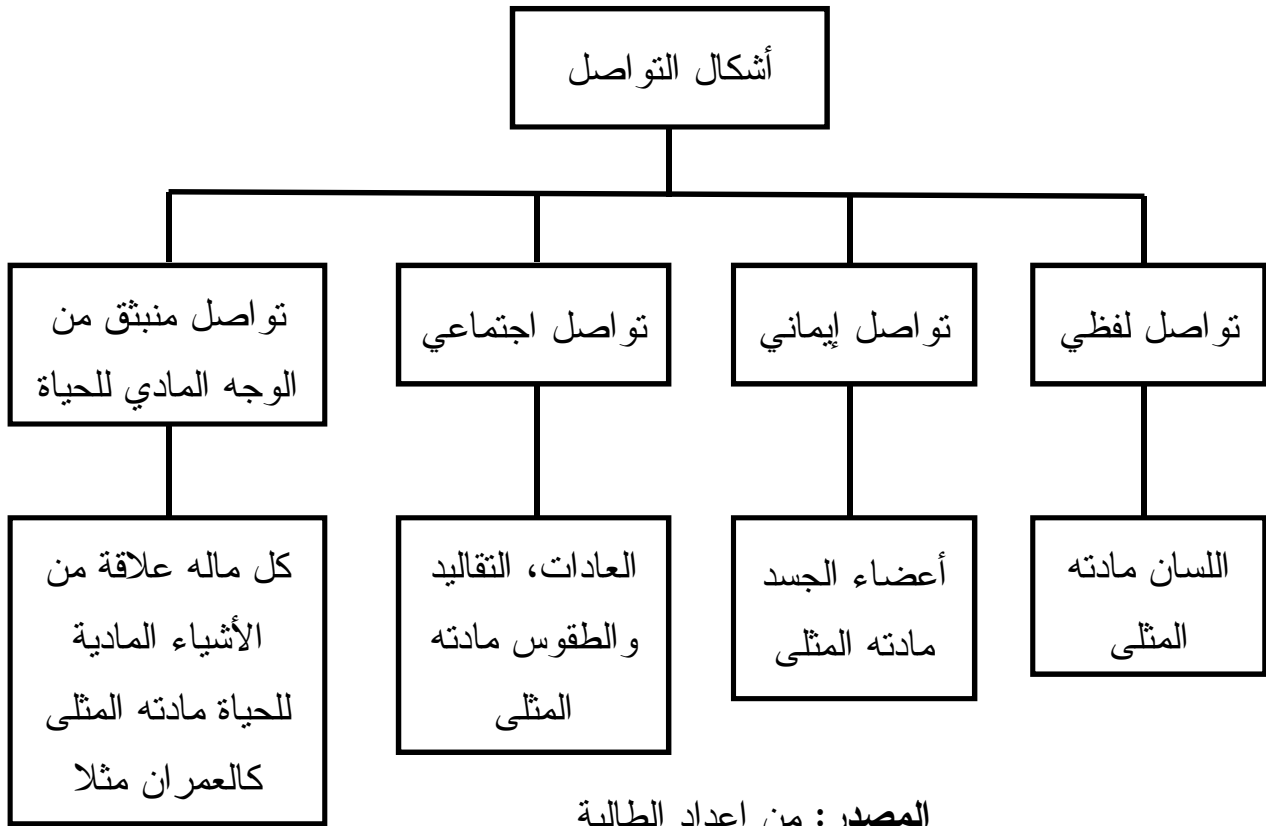 أشكال التواصل
تواصل لفظي
تواصل إيماني
تواصل اجتماعي
تواصل منبثق من
الوجه المادي للحياة
اللسان مادته
المثلى
أعضاء الجسد
مادته المثلى
العادات، التقاليد
والطقوس مادته
المثلى
كل ماله علاقة من
الأشياء المادية
للحياة مادته المثلى
كالعمران مثلا
المصدر: من إعداد الطالبة